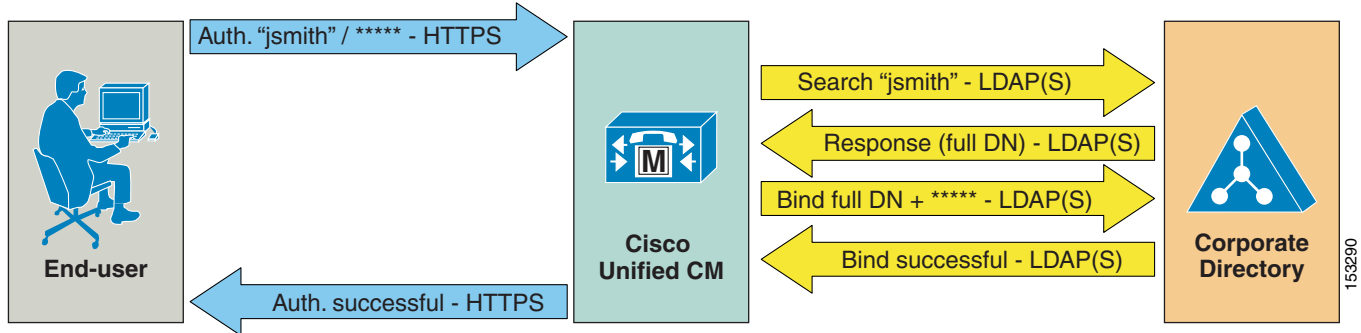 Auth. “jsmith” / ***** - HTTPS
Search “jsmith” - LDAP(S)
Response (full DN) - LDAP(S)
M
Bind full DN + ***** - LDAP(S)
End-user
Cisco
Unified CM
Bind successful - LDAP(S)
Corporate
Directory
Auth. successful - HTTPS
153290